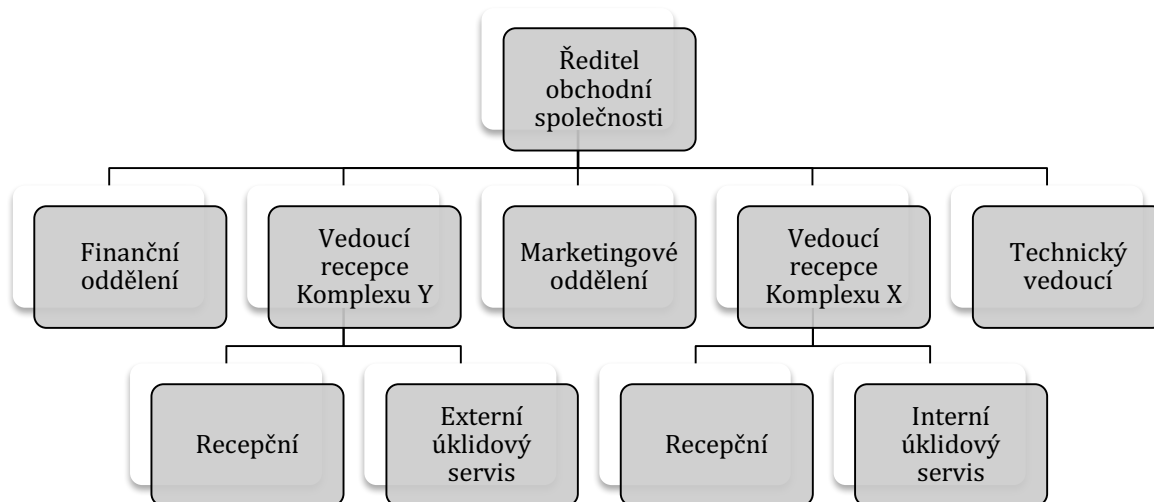 Ředitel
obchodní
společnosti
Finanční
oddělení
Vedoucí
recepce
Komplexu Y
Marketingové
oddělení
Vedoucí
recepce
Komplexu X
Technický
vedoucí
Recepční
Externí
úklidový
servis
Recepční
Interní
úklidový
servis